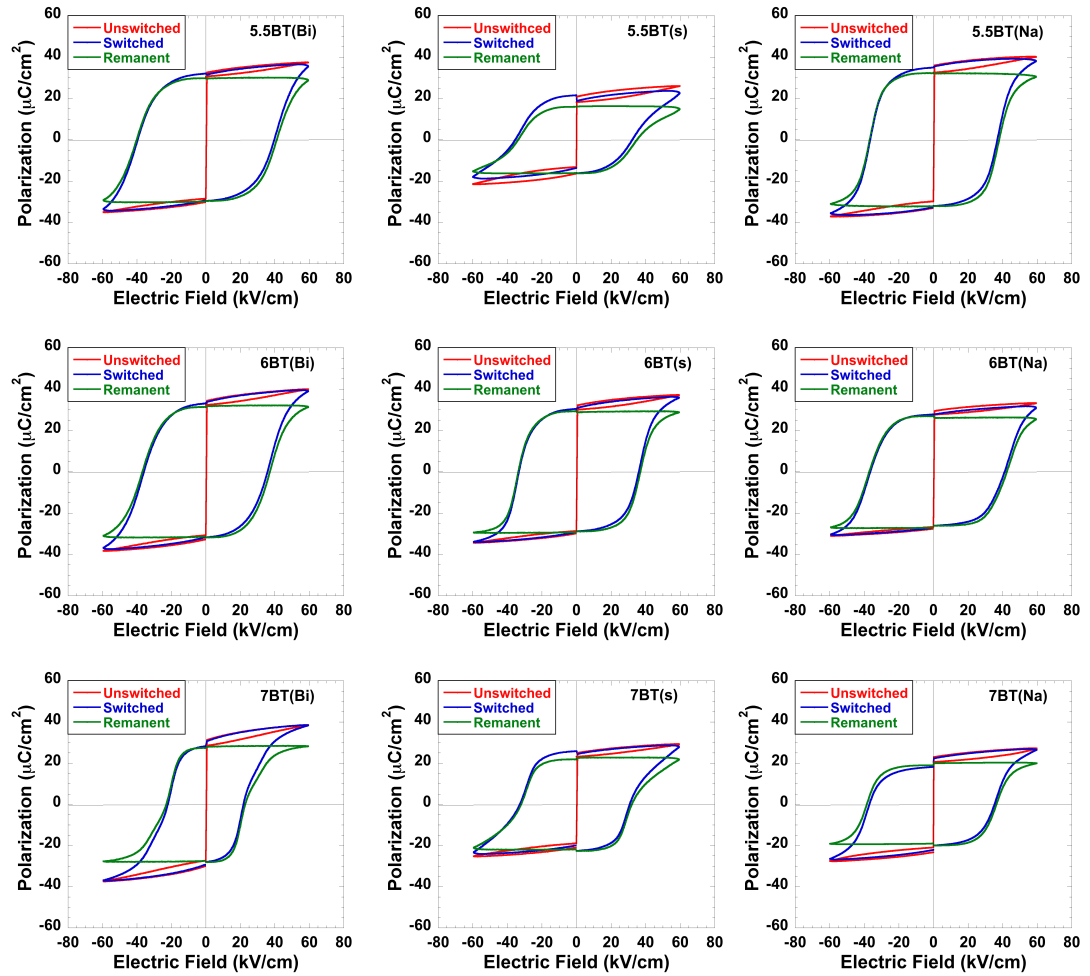 60
40
20
0
-20
-40
-60
Polarization (μC/cm²)
Unswitched
Switched
Remanent
5.5BT(Bi)
-80 -60 -40 -20 0 20 40 60 80
Electric Field (kV/cm)
60
40
20
0
-20
-40
-60
Polarization (μC/cm²)
Unswithced
Switched
Remanent
5.5BT(s)
-80 -60 -40 -20 0 20 40 60 80
Electric Field (kV/cm)
60
40
20
0
-20
-40
-60
Polarization (μC/cm²)
Unswitched
Swithced
Remanent
5.5BT(Na)
-80 -60 -40 -20 0 20 40 60 80
Electric Field (kV/cm)
60
40
20
0
-20
-40
-60
Polarization (μC/cm²)
Unswitched
Switched
Remanent
6BT(Bi)
-80 -60 -40 -20 0 20 40 60 80
Electric Field (kV/cm)
60
40
20
0
-20
-40
-60
Polarization (μC/cm²)
Unswitched
Switched
Remanent
6BT(s)
-80 -60 -40 -20 0 20 40 60 80
Electric Field (kV/cm)
60
40
20
0
-20
-40
-60
Polarization (μC/cm²)
Unswitched
Switched
Remanent
6BT(Na)
-80 -60 -40 -20 0 20 40 60 80
Electric Field (kV/cm)
60
40
20
0
-20
-40
-60
Polarization (μC/cm²)
Unswitched
Switched
Remanent
7BT(Bi)
-80 -60 -40 -20 0 20 40 60 80
Electric Field (kV/cm)
60
40
20
0
-20
-40
-60
Polarization (μC/cm²)
Unswitched
Switched
Remanent
7BT(s)
-80 -60 -40 -20 0 20 40 60 80
Electric Field (kV/cm)
60
40
20
0
-20
-40
-60
Polarization (μC/cm²)
Unswitched
Switched
Remanent
7BT(Na)
-80 -60 -40 -20 0 20 40 60 80
Electric Field (kV/cm)